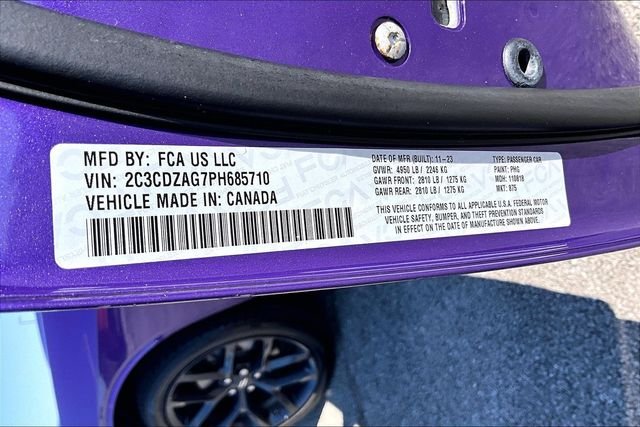 MFD BY: FCA US LLC
VIN: 2C3CDZAG7PH685710
VEHICLE MADE IN: CANADA
DATE OF MFR (BUILT): 11-23
GVWR: 4950 LB / 2246 KG
GAWR FRONT: 2810 LB / 1275 KG
GAWR REAR: 2810 LB / 1275 KG
TYPE: PASSENGER CAR
PAINT: PHG
MDH: 110818
MKT: 875
THIS VEHICLE CONFORMS TO ALL APPLICABLE U.S.A. FEDERAL MOTOR
VEHICLE SAFETY, BUMPER, AND THEFT PREVENTION STANDARDS
IN EFFECT ON THE DATE OF MANUFACTURE SHOWN ABOVE.